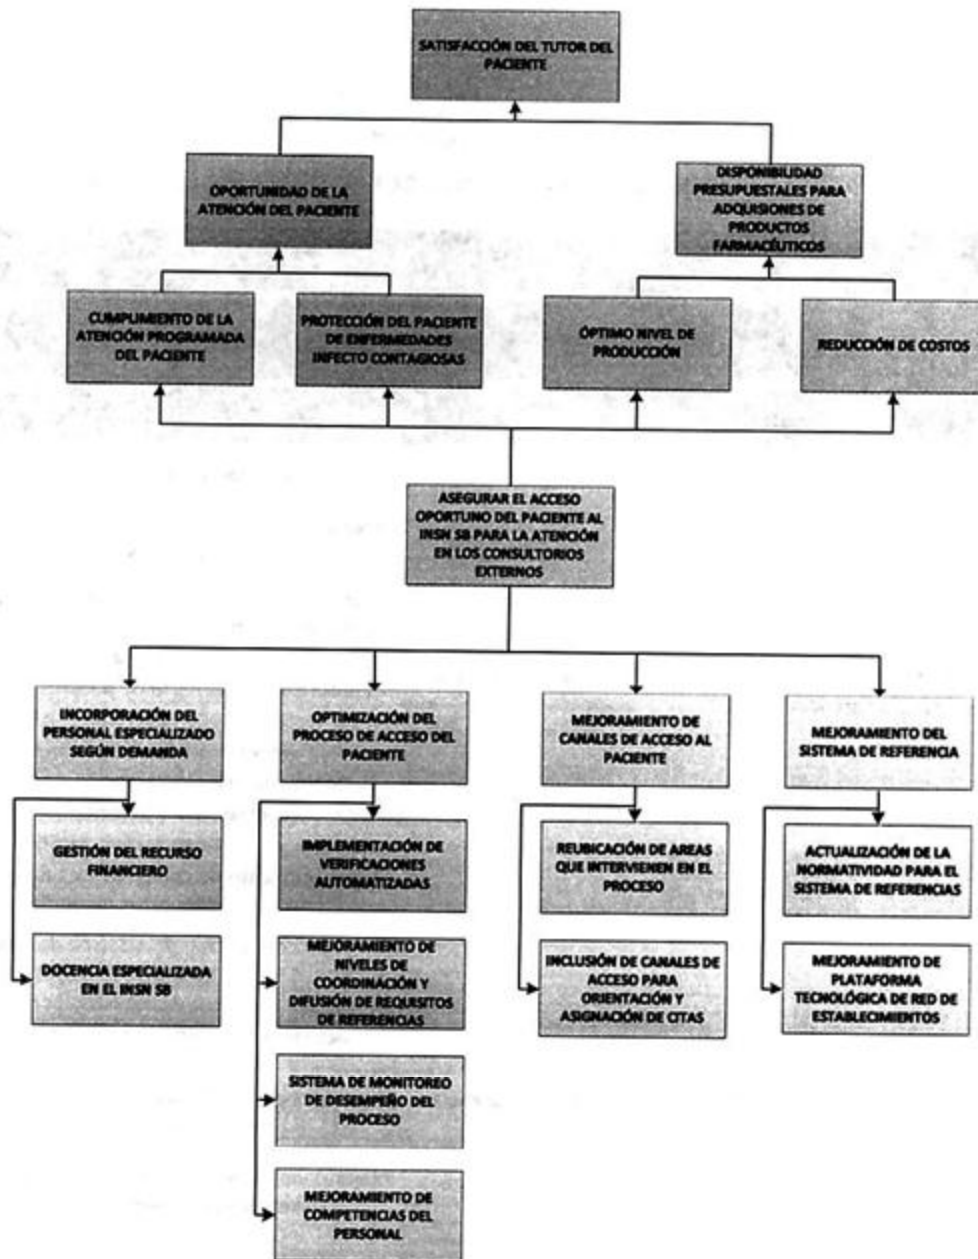 SATISFACCIÓN DEL TUTOR DEL
PACIENTE
OPORTUNIDAD DE LA
ATENCIÓN DEL PACIENTE
DISPONIBILIDAD
PRESUPUESTALES PARA
ADQUISIONES DE
PRODUCTOS
FARMACÉUTICOS
CUMPLIMIENTO DE LA
ATENCIÓN PROGRAMADA
DEL PACIENTE
PROTECCIÓN DEL PACIENTE
DE ENFERMEDADES
INFECTO CONTAGIOSAS
ÓPTIMO NIVEL DE
PRODUCCIÓN
REDUCCIÓN DE COSTOS
ASEGURAR EL ACCESO
OPORTUNO DEL PACIENTE AL
INSN SB PARA LA ATENCIÓN
EN LOS CONSULTORIOS
EXTERNOS
INCORPORACIÓN DEL
PERSONAL ESPECIALIZADO
SEGÚN DEMANDA
OPTIMIZACIÓN DEL
PROCESO DE ACCESO DEL
PACIENTE
MEJORAMIENTO DE
CANALES DE ACCESO AL
PACIENTE
MEJORAMIENTO DEL
SISTEMA DE REFERENCIA
GESTIÓN DEL RECURSO
FINANCIERO
IMPLEMENTACIÓN DE
VERIFICACIONES
AUTOMATIZADAS
REUBICACIÓN DE AREAS
QUE INTERVIENEN EN EL
PROCESO
ACTUALIZACIÓN DE LA
NORMATIVIDAD PARA EL
SISTEMA DE REFERENCIAS
DOCENCIA ESPECIALIZADA
EN EL INSN SB
MEJORAMIENTO DE
NIVELES DE
COORDINACIÓN Y
DIFUSIÓN DE REQUISITOS
DE REFERENCIAS
INCLUSIÓN DE CANALES DE
ACCESO PARA
ORIENTACIÓN Y
ASIGNACIÓN DE CITAS
MEJORAMIENTO DE
PLATAFORMA
TECNOLÓGICA DE RED DE
ESTABLECIMIENTOS
SISTEMA DE MONITOREO
DE DESEMPEÑO DEL
PROCESO
MEJORAMIENTO DE
COMPETENCIAS DEL
PERSONAL